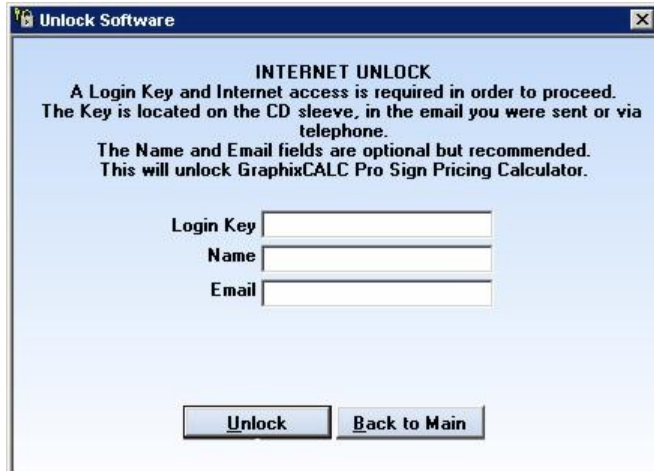 Unlock Software
INTERNET UNLOCK
A Login Key and Internet access is required in order to proceed.
The Key is located on the CD sleeve, in the email you were sent or via
telephone.
The Name and Email fields are optional but recommended.
This will unlock GraphixCALC Pro Sign Pricing Calculator.
Login Key
Name
Email
Unlock Back to Main